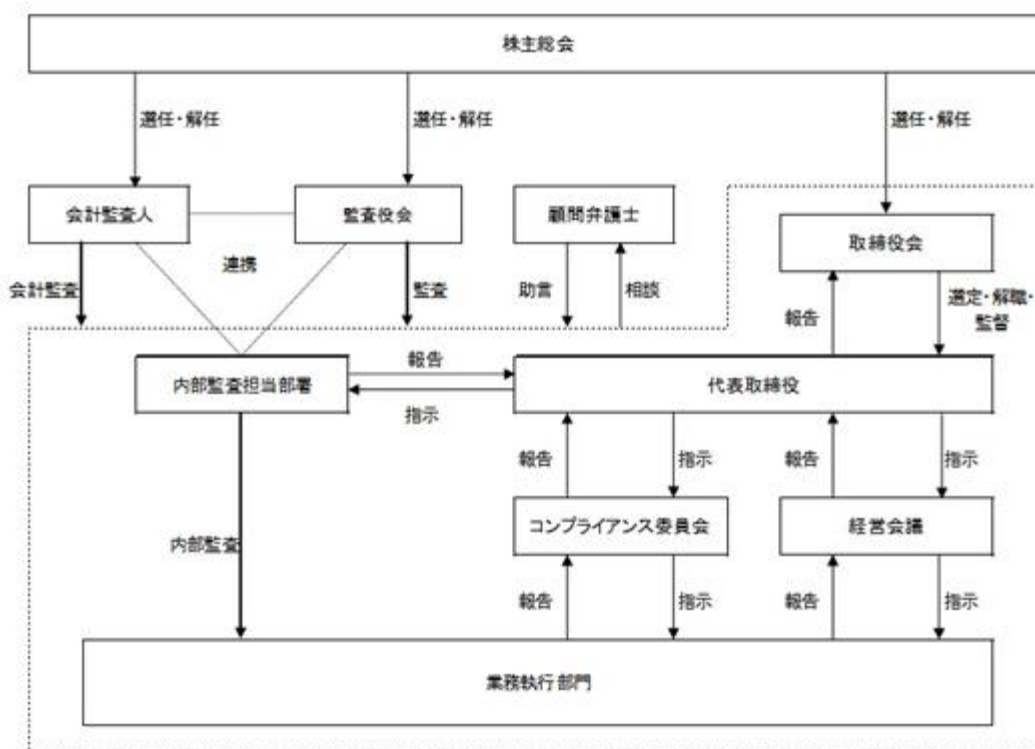 株主総会
選任・解任
選任・解任
選任・解任
会計監査人
監査役会
顧問弁護士
取締役会
連携
会計監査
監査
助言
相談
報告
選定・解職・
監督
内部監査担当部署
報告
指示
代表取締役
報告
指示
報告
指示
コンプライアンス委員会
経営会議
内部監査
報告
指示
報告
指示
業務執行部門